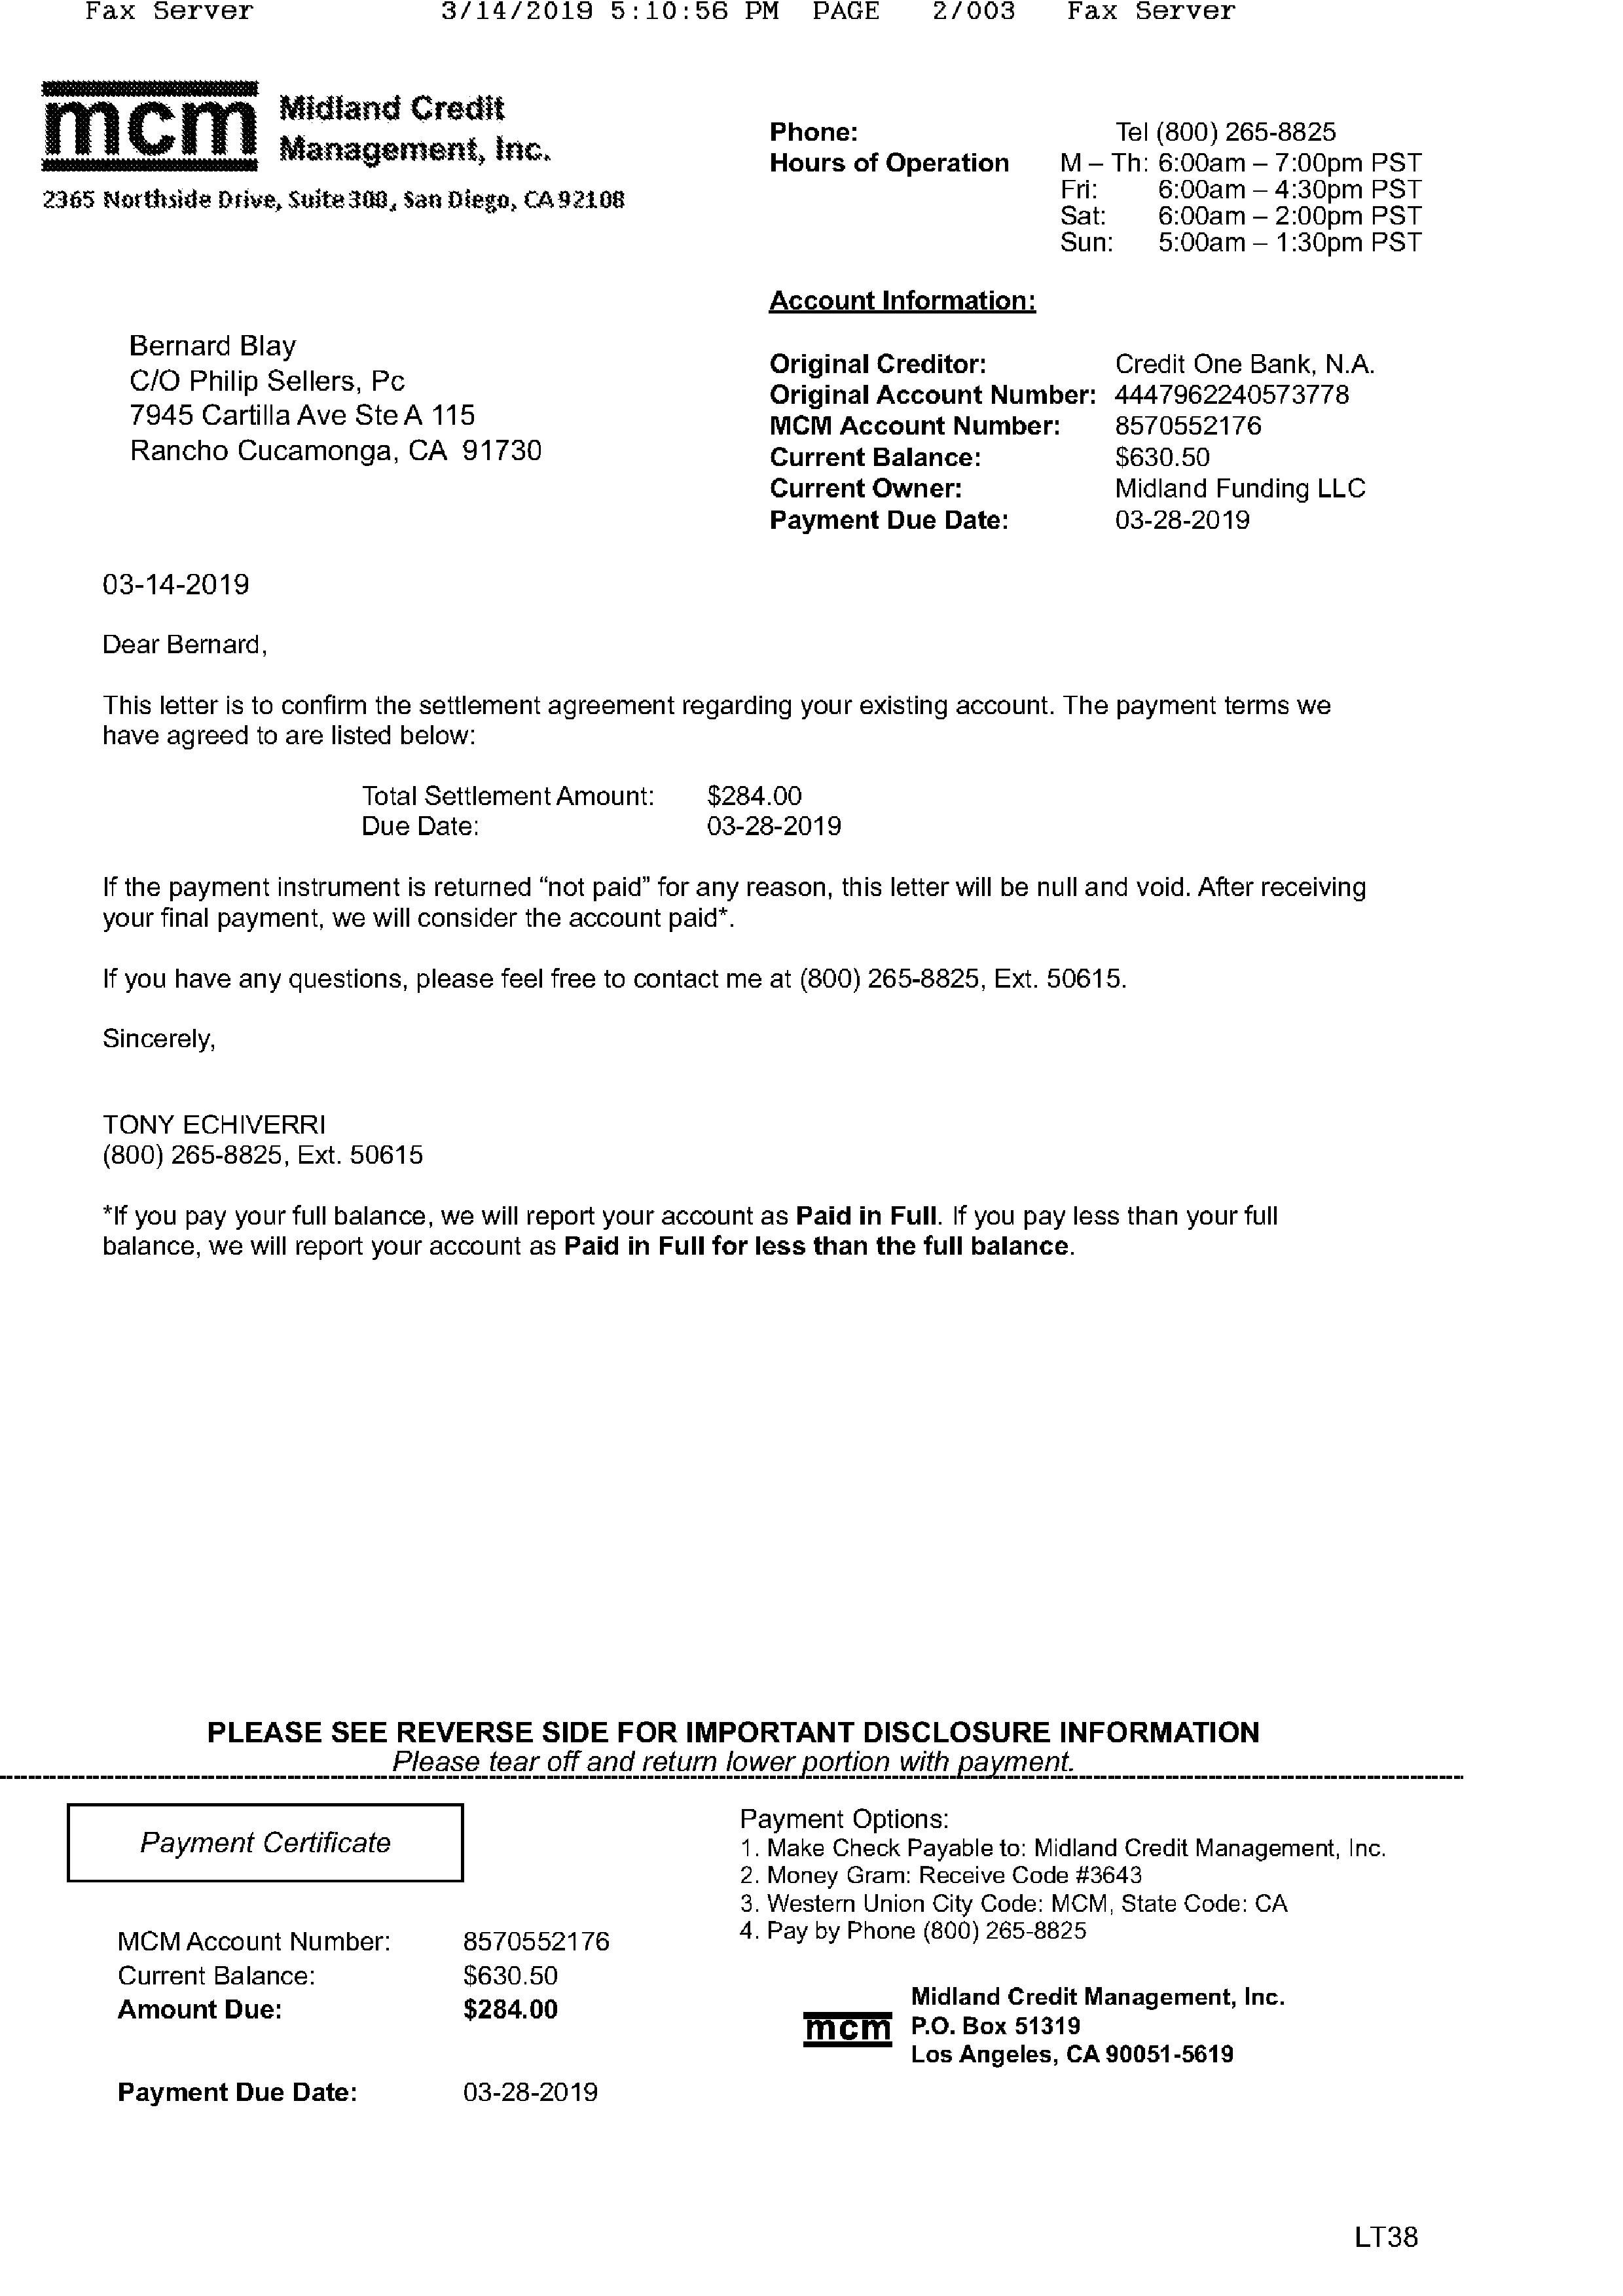 Fax Server 3/14/2019 5:10:56 PM PAGE 2/003 Fax Server
mcm Midland Credit
Management, Inc.
2365 Northside Drive, Suite 300, San Diego, CA 92108
Phone: Tel (800) 265-8825
Hours of Operation M – Th: 6:00am – 7:00pm PST
Fri: 6:00am – 4:30pm PST
Sat: 6:00am – 2:00pm PST
Sun: 5:00am – 1:30pm PST
Account Information:
Bernard Blay
C/O Philip Sellers, Pc
7945 Cartilla Ave Ste A 115
Rancho Cucamonga, CA 91730
Original Creditor: Credit One Bank, N.A.
Original Account Number: 4447962240573778
MCM Account Number: 8570552176
Current Balance: $630.50
Current Owner: Midland Funding LLC
Payment Due Date: 03-28-2019
03-14-2019
Dear Bernard,
This letter is to confirm the settlement agreement regarding your existing account. The payment terms we
have agreed to are listed below:
Total Settlement Amount: $284.00
Due Date: 03-28-2019
If the payment instrument is returned “not paid” for any reason, this letter will be null and void. After receiving
your final payment, we will consider the account paid*.
If you have any questions, please feel free to contact me at (800) 265-8825, Ext. 50615.
Sincerely,
TONY ECHIVERRI
(800) 265-8825, Ext. 50615
*If you pay your full balance, we will report your account as Paid in Full. If you pay less than your full
balance, we will report your account as Paid in Full for less than the full balance.
PLEASE SEE REVERSE SIDE FOR IMPORTANT DISCLOSURE INFORMATION
Please tear off and return lower portion with payment.
Payment Certificate
MCM Account Number: 8570552176
Current Balance: $630.50
Amount Due: $284.00
Payment Due Date: 03-28-2019
Payment Options:
1. Make Check Payable to: Midland Credit Management, Inc.
2. Money Gram: Receive Code #3643
3. Western Union City Code: MCM, State Code: CA
4. Pay by Phone (800) 265-8825
Midland Credit Management, Inc.
mcm P.O. Box 51319
Los Angeles, CA 90051-5619
LT38